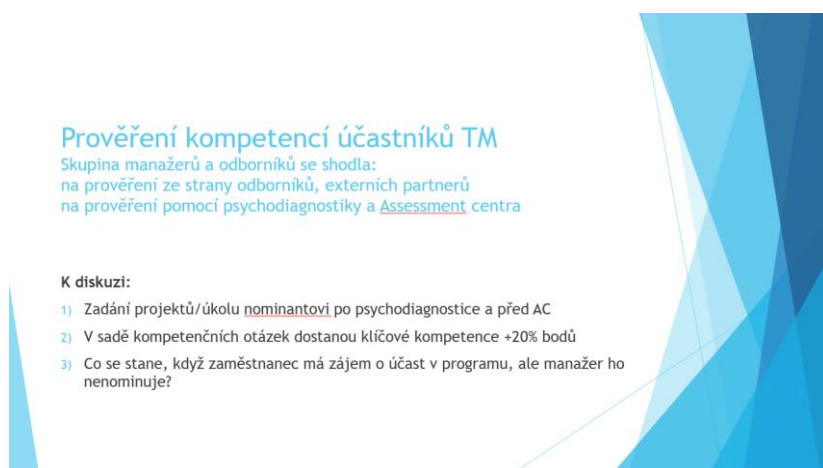 Prověření kompetencí účastníků TM
Skupina manažerů a odborníků se shodla:
na prověření ze strany odborníků, externích partnerů
na prověření pomocí psychodiagnostiky a Assessment centra
K diskuzi:
1) Zadání projektů/úkolu nominantovi po psychodiagnostice a před AC
2) V sadě kompetenčních otázek dostanou klíčové kompetence +20% bodů
3) Co se stane, když zaměstnanec má zájem o účast v programu, ale manažer ho
nenominuje?